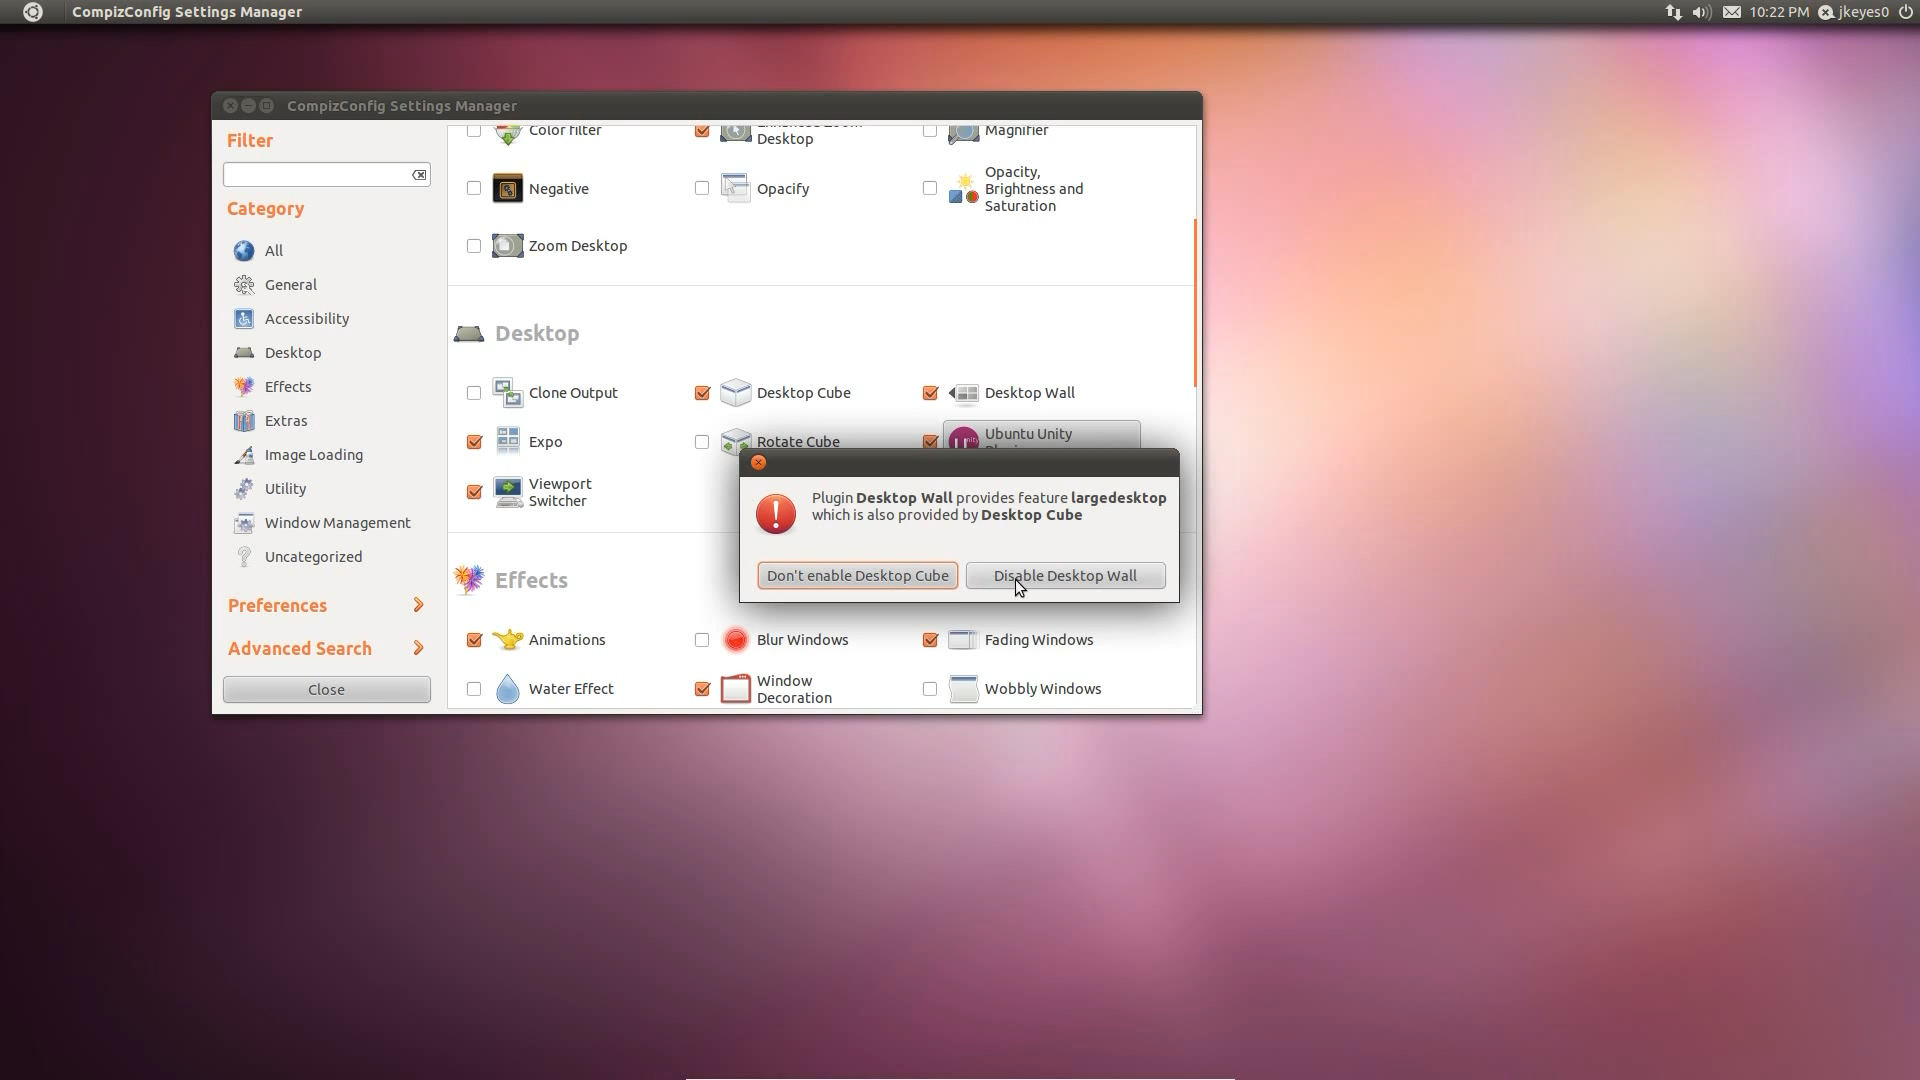 CompizConfig Settings Manager
10:22 PM
jkeyes0
CompizConfig Settings Manager
Filter
Category
All
General
Accessibility
Desktop
Effects
Extras
Image Loading
Utility
Window Management
Uncategorized
Preferences
Advanced Search
Close
Color filter
Enhanced Zoom
Desktop
Magnifier
Negative
Opacify
Opacity,
Brightness and
Saturation
Zoom Desktop
Desktop
Clone Output
Desktop Cube
Desktop Wall
Expo
Rotate Cube
Ubuntu Unity
Viewport
Switcher
Plugin Desktop Wall provides feature largedesktop
which is also provided by Desktop Cube
Don't enable Desktop Cube
Disable Desktop Wall
Effects
Animations
Blur Windows
Fading Windows
Water Effect
Window
Decoration
Wobbly Windows